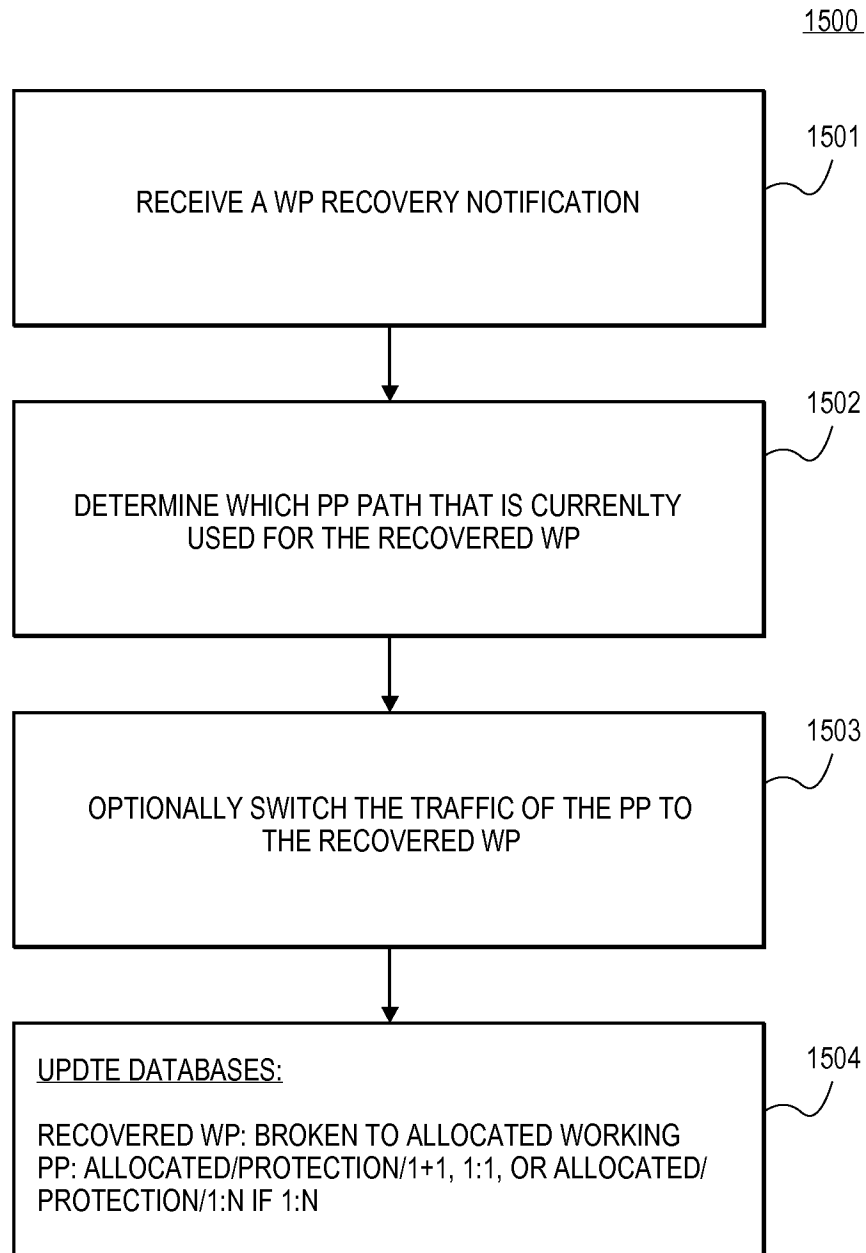 1500
1501
RECEIVE A WP RECOVERY NOTIFICATION
1502
DETERMINE WHICH PP PATH THAT IS CURRENLTY
USED FOR THE RECOVERED WP
1503
OPTIONALLY SWITCH THE TRAFFIC OF THE PP TO
THE RECOVERED WP
1504
UPDTE DATABASES:
RECOVERED WP: BROKEN TO ALLOCATED WORKING
PP: ALLOCATED/PROTECTION/1+1, 1:1, OR ALLOCATED/
PROTECTION/1:N IF 1:N